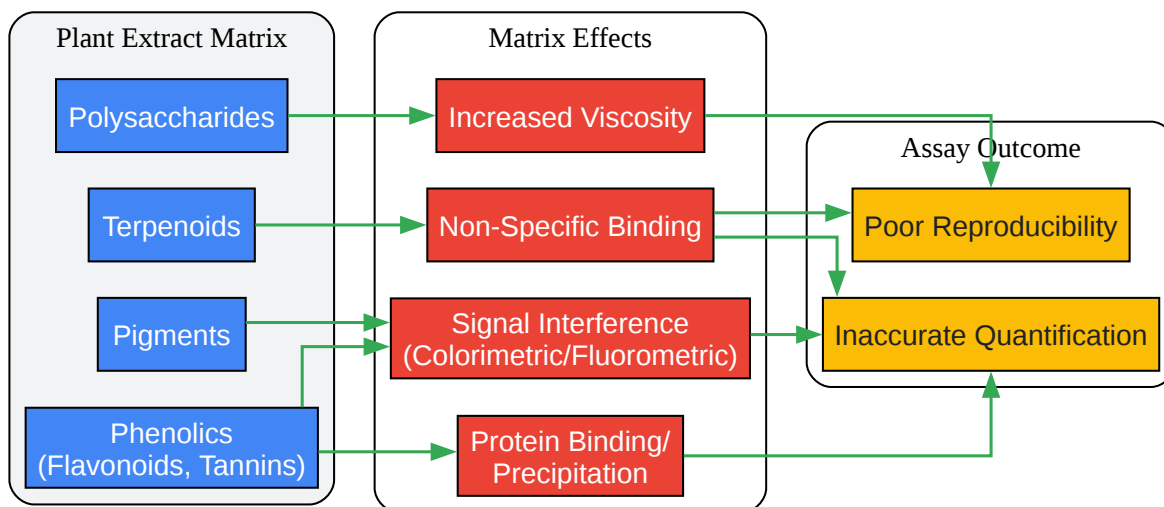 Plant Extract Matrix
Polysaccharides
Terpenoids
Pigments
Phenolics
(Flavonoids, Tannins)
Matrix Effects
Increased Viscosity
Non-Specific Binding
Signal Interference
(Colorimetric/Fluorometric)
Protein Binding/
Precipitation
Assay Outcome
Poor Reproducibility
Inaccurate Quantification